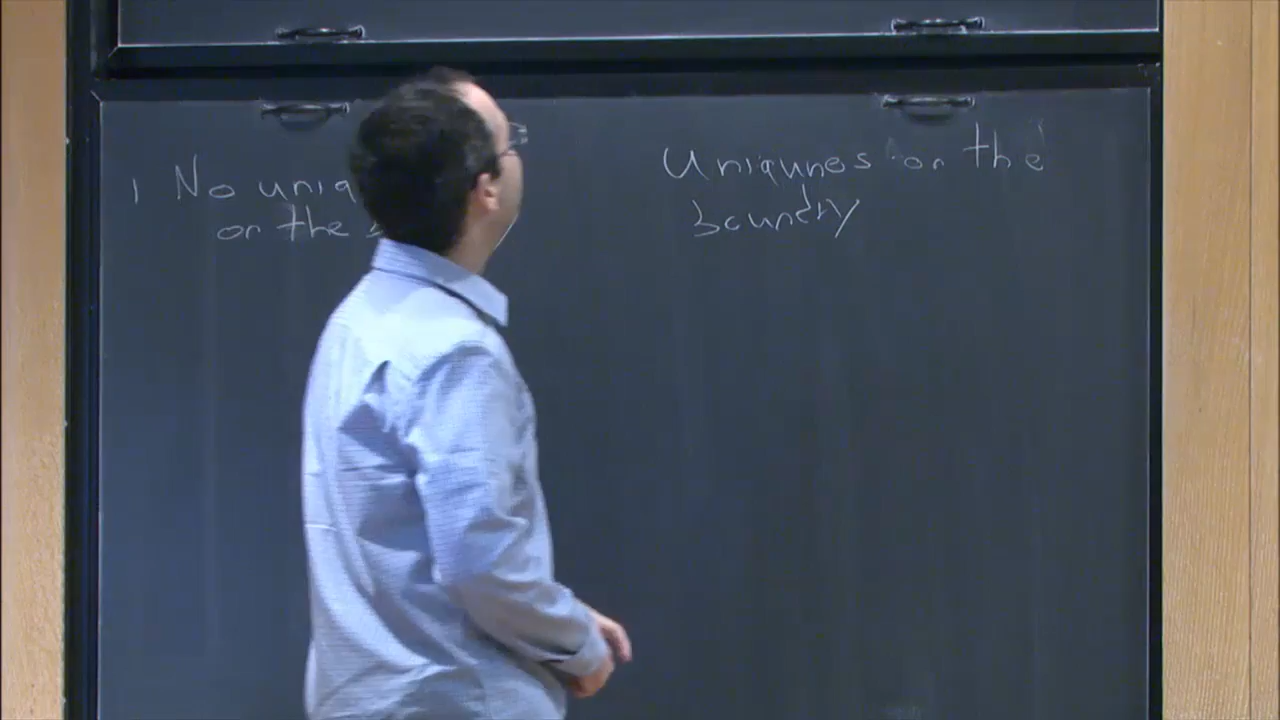 1 No uniq
on the
Uniqunes on the
boundry